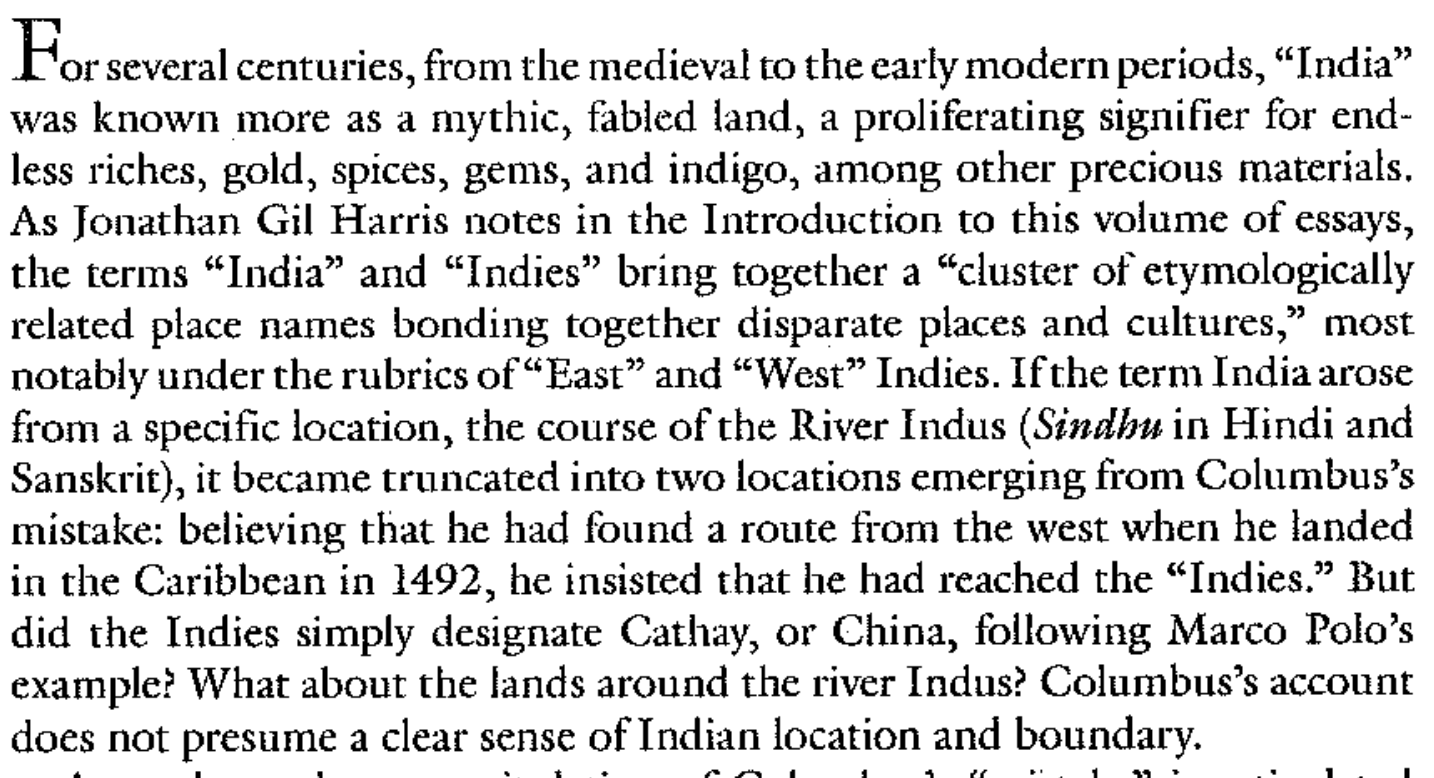 For several centuries, from the medieval to the early modern periods, “India”
was known more as a mythic, fabled land, a proliferating signifier for end-
less riches, gold, spices, gems, and indigo, among other precious materials.
As Jonathan Gil Harris notes in the Introduction to this volume of essays,
the terms “India” and “Indies” bring together a “cluster of etymologically
related place names bonding together disparate places and cultures,” most
notably under the rubrics of “East” and “West” Indies. If the term India arose
from a specific location, the course of the River Indus (Sindhu in Hindi and
Sanskrit), it became truncated into two locations emerging from Columbus’s
mistake: believing that he had found a route from the west when he landed
in the Caribbean in 1492, he insisted that he had reached the “Indies.” But
did the Indies simply designate Cathay, or China, following Marco Polo’s
example? What about the lands around the river Indus? Columbus’s account
does not presume a clear sense of Indian location and boundary.